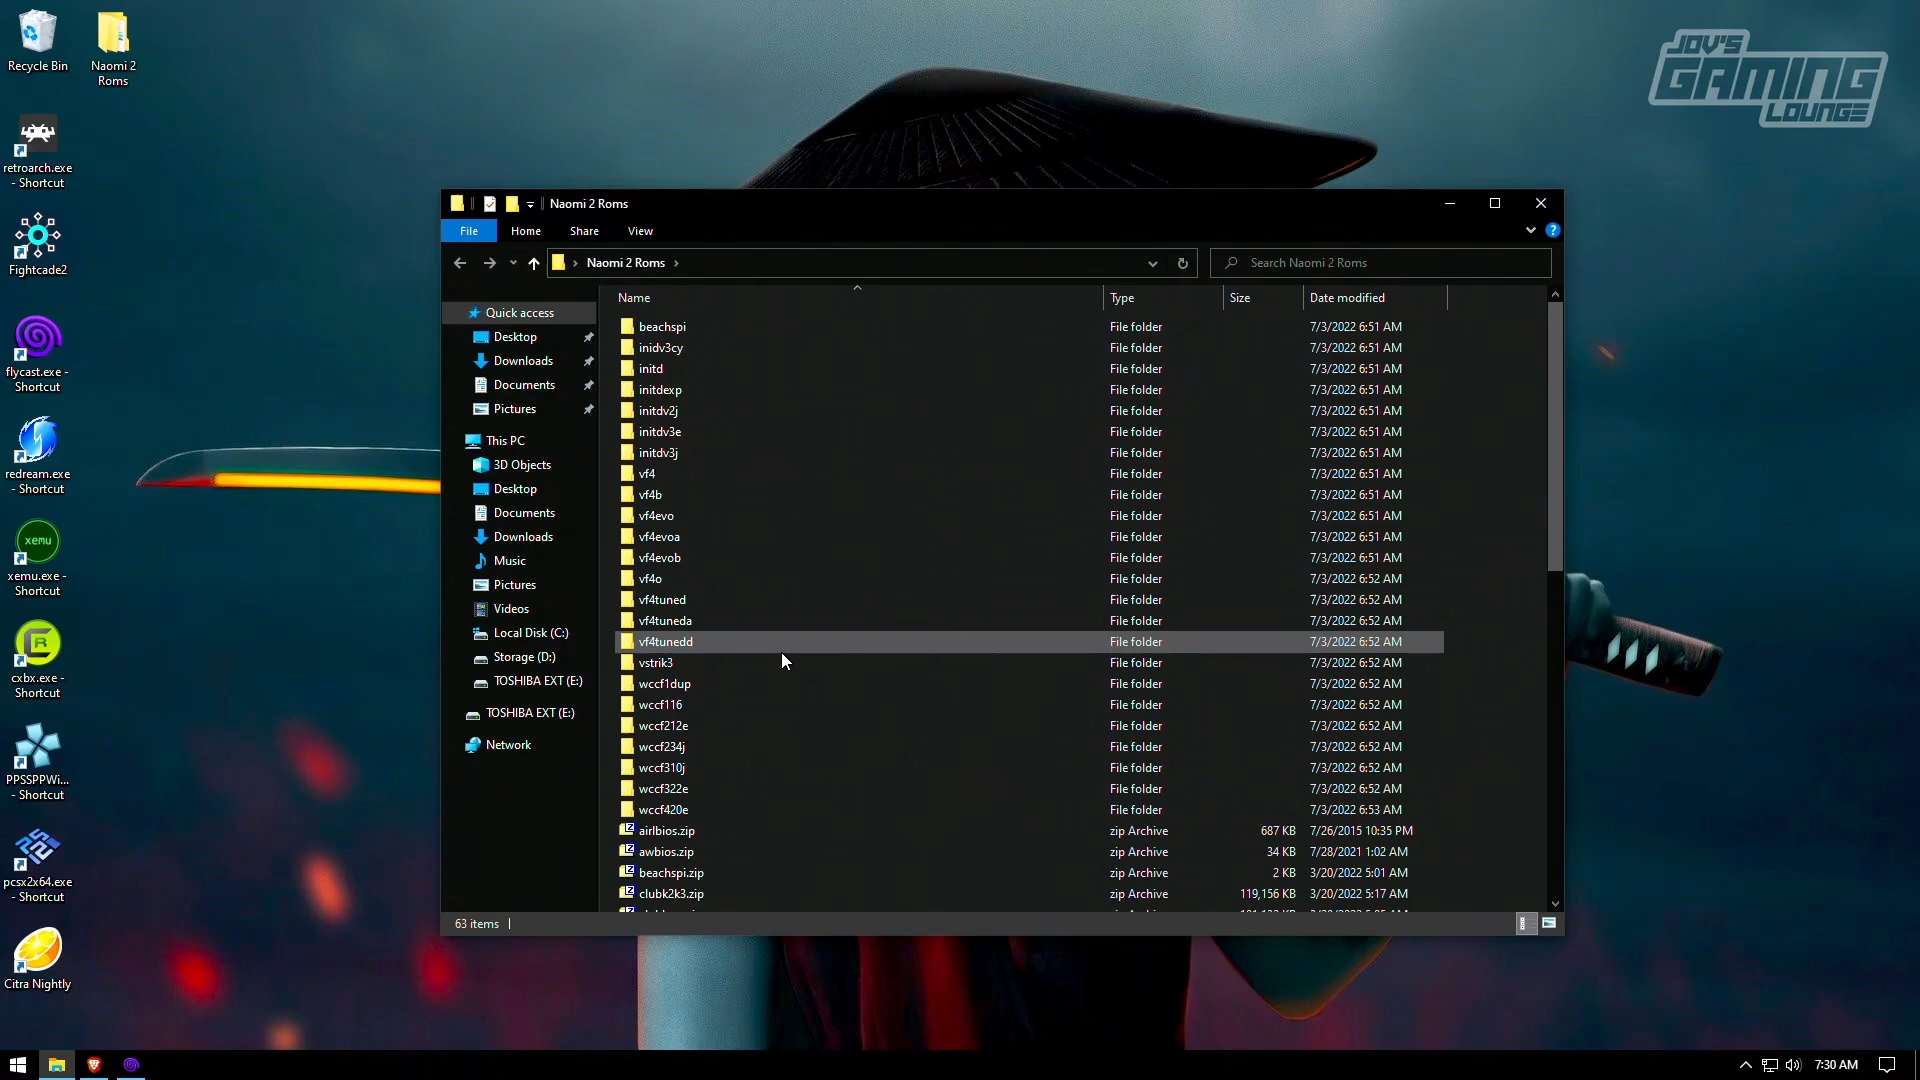 Recycle Bin
Naomi 2
Roms
retroarch.exe
- Shortcut
Fightcade2
flycast.exe -
Shortcut
redream.exe
- Shortcut
xemu
xemu.exe -
Shortcut
cxbx.exe -
Shortcut
PPSSPPWi...
- Shortcut
pcsx2x64.exe
- Shortcut
Citra Nightly
JOV'S
GAMING
LOUNGE
Naomi 2 Roms
File Home Share View
Naomi 2 Roms
Search Naomi 2 Roms
Quick access
Desktop
Downloads
Documents
Pictures
This PC
3D Objects
Desktop
Documents
Downloads
Music
Pictures
Videos
Local Disk (C:)
Storage (D:)
TOSHIBA EXT (E:)
TOSHIBA EXT (E:)
Network
Name Type Size Date modified
beachspi File folder 7/3/2022 6:51 AM
inidv3cy File folder 7/3/2022 6:51 AM
initd File folder 7/3/2022 6:51 AM
initdexp File folder 7/3/2022 6:51 AM
initdv2j File folder 7/3/2022 6:51 AM
initdv3e File folder 7/3/2022 6:51 AM
initdv3j File folder 7/3/2022 6:51 AM
vf4 File folder 7/3/2022 6:51 AM
vf4b File folder 7/3/2022 6:51 AM
vf4evo File folder 7/3/2022 6:51 AM
vf4evoa File folder 7/3/2022 6:51 AM
vf4evob File folder 7/3/2022 6:51 AM
vf4o File folder 7/3/2022 6:52 AM
vf4tuned File folder 7/3/2022 6:52 AM
vf4tuneda File folder 7/3/2022 6:52 AM
vf4tunedd File folder 7/3/2022 6:52 AM
vstrik3 File folder 7/3/2022 6:52 AM
wccf1dup File folder 7/3/2022 6:52 AM
wccf116 File folder 7/3/2022 6:52 AM
wccf212e File folder 7/3/2022 6:52 AM
wccf234j File folder 7/3/2022 6:52 AM
wccf310j File folder 7/3/2022 6:52 AM
wccf322e File folder 7/3/2022 6:52 AM
wccf420e File folder 7/3/2022 6:53 AM
airlbios.zip zip Archive 687 KB 7/26/2015 10:35 PM
awbios.zip zip Archive 34 KB 7/28/2021 1:02 AM
beachspi.zip zip Archive 2 KB 3/20/2022 5:01 AM
clubk2k3.zip zip Archive 119,156 KB 3/20/2022 5:17 AM
63 items
7:30 AM